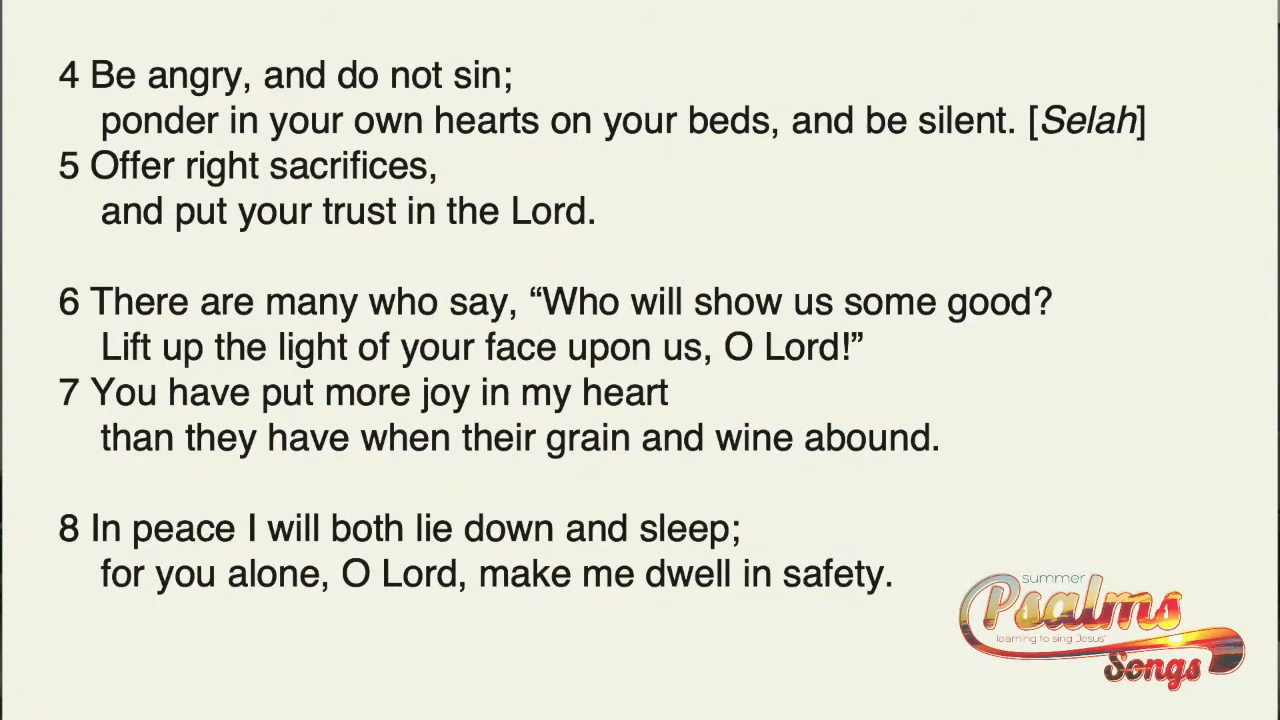 4 Be angry, and do not sin;
ponder in your own hearts on your beds, and be silent. [Selah]
5 Offer right sacrifices,
and put your trust in the Lord.
6 There are many who say, “Who will show us some good?
Lift up the light of your face upon us, O Lord!”
7 You have put more joy in my heart
than they have when their grain and wine abound.
8 In peace I will both lie down and sleep;
for you alone, O Lord, make me dwell in safety.
summer
Psalms
learning to sing Jesus'
Songs